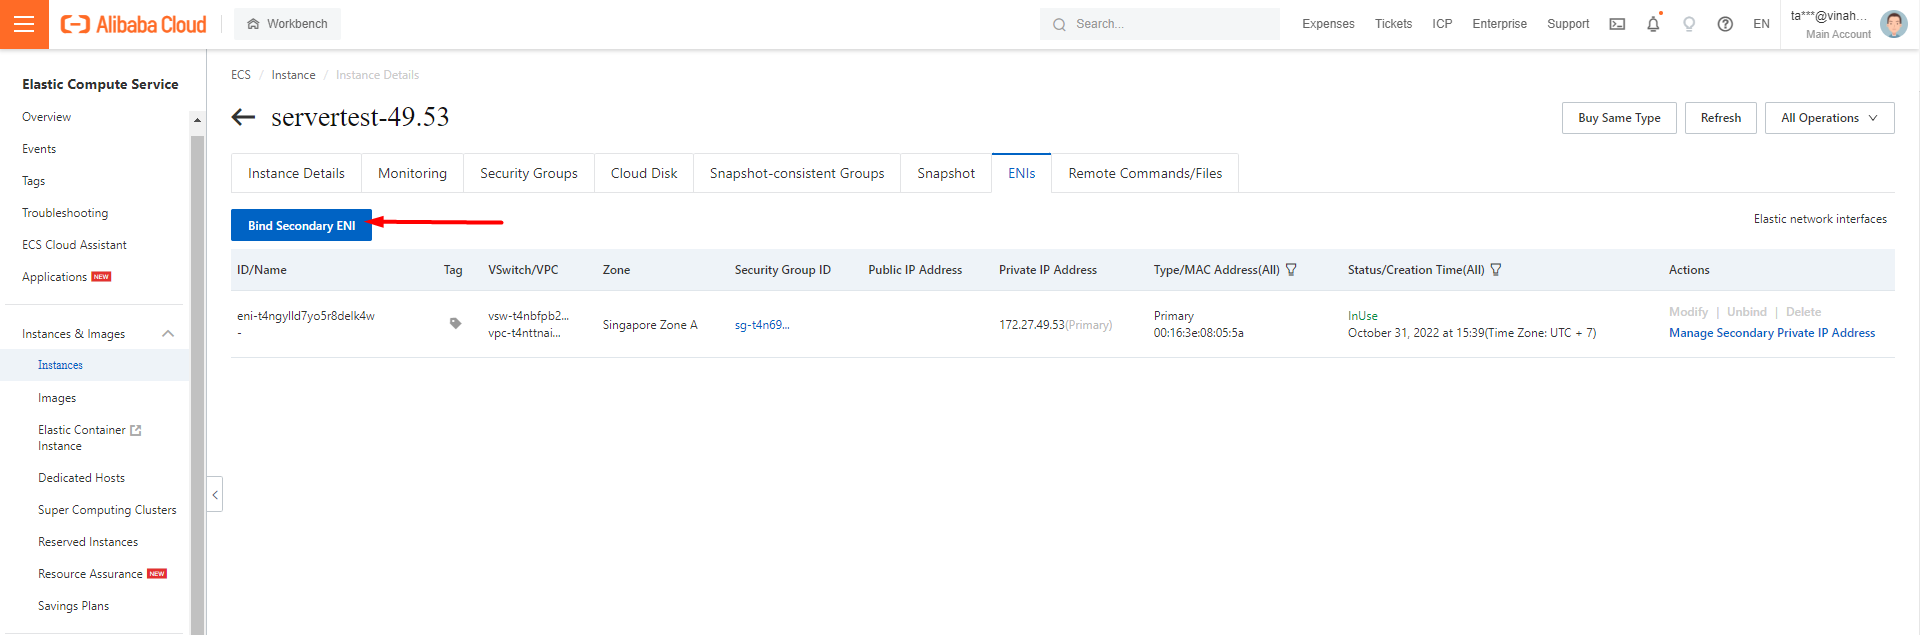 Alibaba Cloud
Workbench
Search...
Expenses
Tickets
ICP
Enterprise
Support
EN
ta***@vinah...
Main Account
Elastic Compute Service
Overview
Events
Tags
Troubleshooting
ECS Cloud Assistant
Applications NEW
Instances & Images
Instances
Images
Elastic Container
Instance
Dedicated Hosts
Super Computing Clusters
Reserved Instances
Resource Assurance NEW
Savings Plans
ECS / Instance / Instance Details
servertest-49.53
Buy Same Type
Refresh
All Operations
Instance Details
Monitoring
Security Groups
Cloud Disk
Snapshot-consistent Groups
Snapshot
ENIs
Remote Commands/Files
Bind Secondary ENI
Elastic network interfaces
ID/Name
Tag
VSwitch/VPC
Zone
Security Group ID
Public IP Address
Private IP Address
Type/MAC Address(All)
Status/Creation Time(All)
Actions
eni-t4ngylld7yo5r8delk4w
-
vsw-t4nbfpb2...
vpc-t4nttnai...
Singapore Zone A
sg-t4n69...
172.27.49.53(Primary)
Primary
00:16:3e:08:05:5a
InUse
October 31, 2022 at 15:39(Time Zone: UTC + 7)
Modify | Unbind | Delete
Manage Secondary Private IP Address